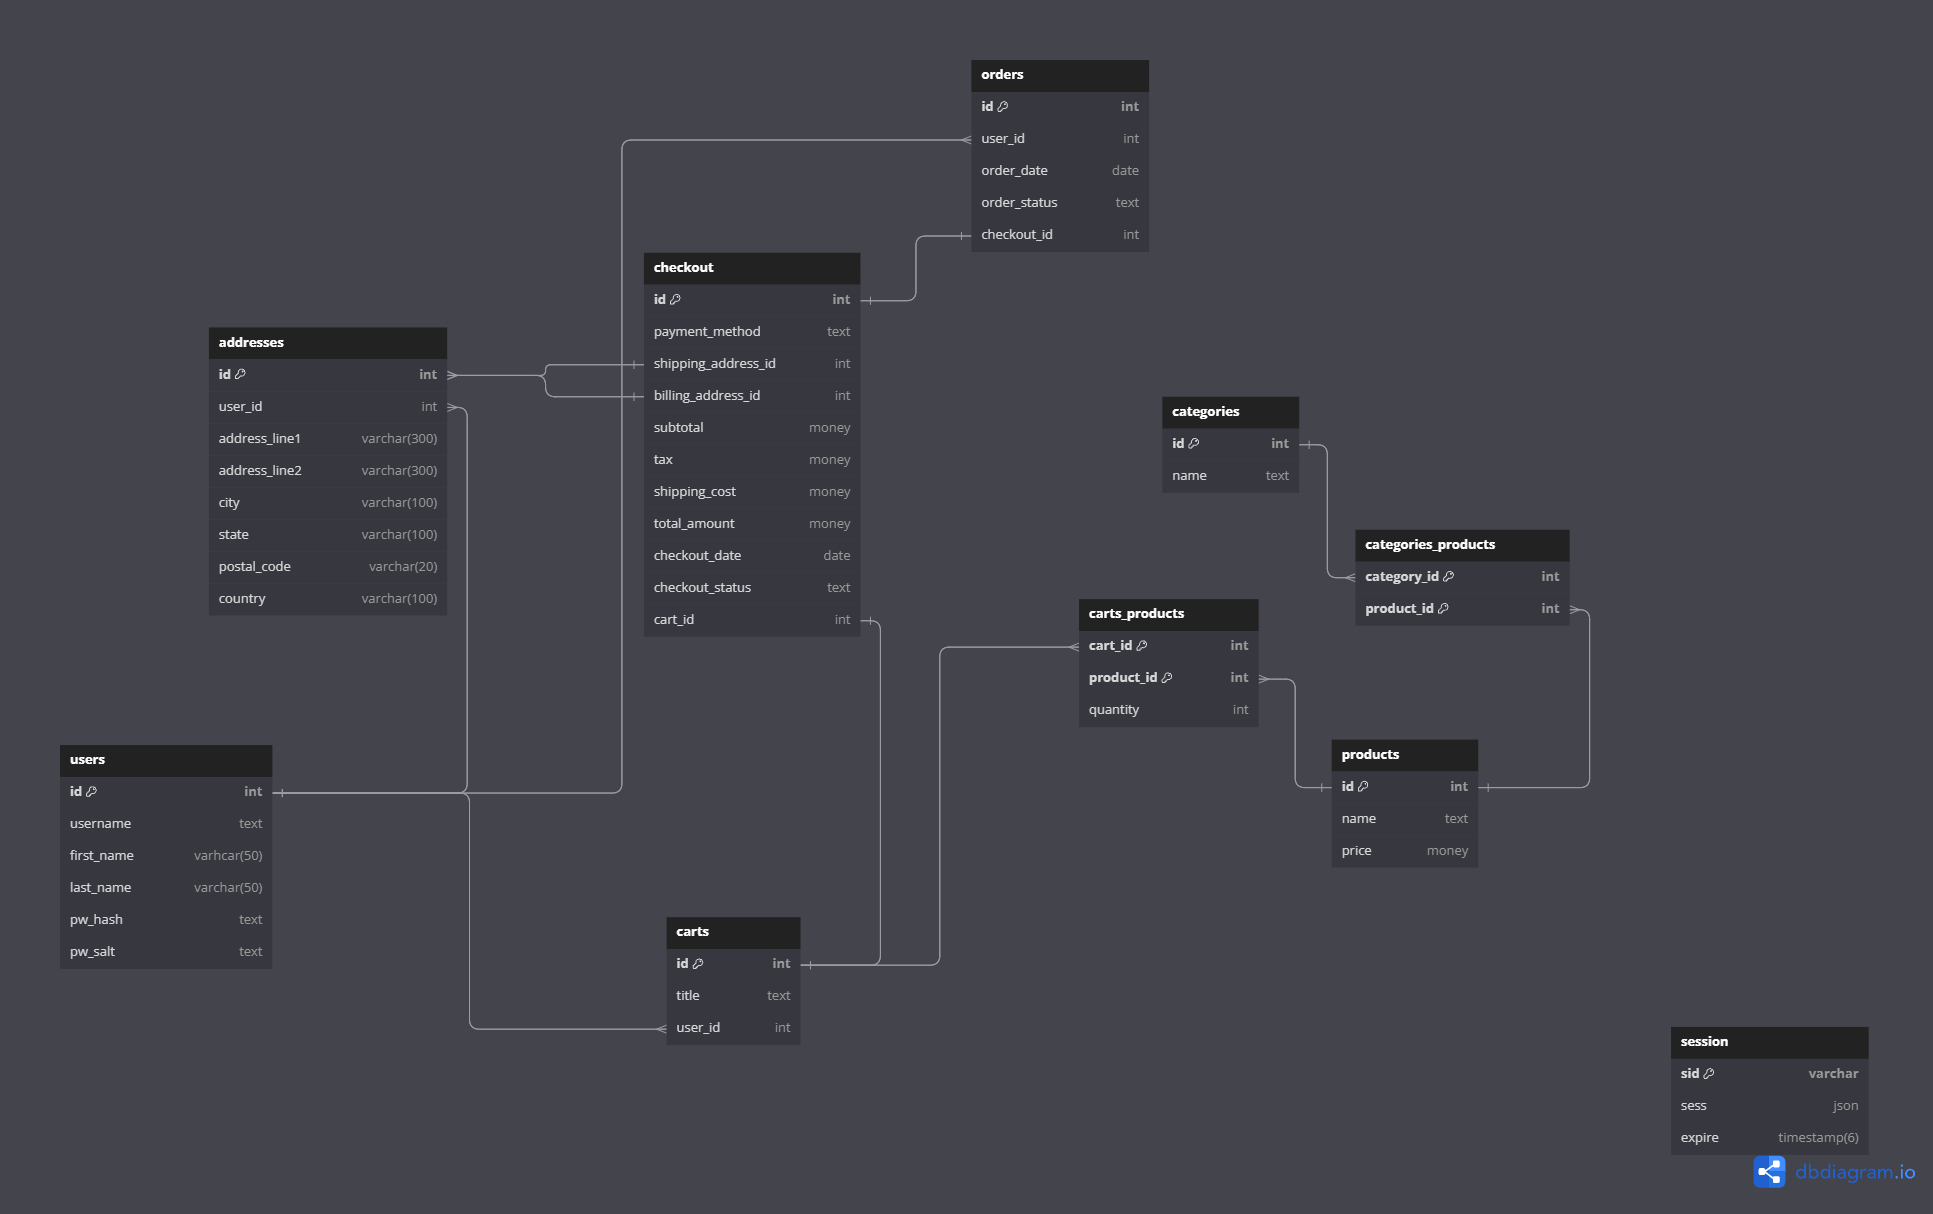 orders
id int
user_id int
order_date date
order_status text
checkout_id int
checkout
id int
payment_method text
shipping_address_id int
billing_address_id int
subtotal money
tax money
shipping_cost money
total_amount money
checkout_date date
checkout_status text
cart_id int
addresses
id int
user_id int
address_line1 varchar(300)
address_line2 varchar(300)
city varchar(100)
state varchar(100)
postal_code varchar(20)
country varchar(100)
categories
id int
name text
categories_products
category_id int
product_id int
carts_products
cart_id int
product_id int
quantity int
products
id int
name text
price money
users
id int
username text
first_name varhcar(50)
last_name varchar(50)
pw_hash text
pw_salt text
carts
id int
title text
user_id int
session
sid varchar
sess json
expire timestamp(6)
dbdiagram.io